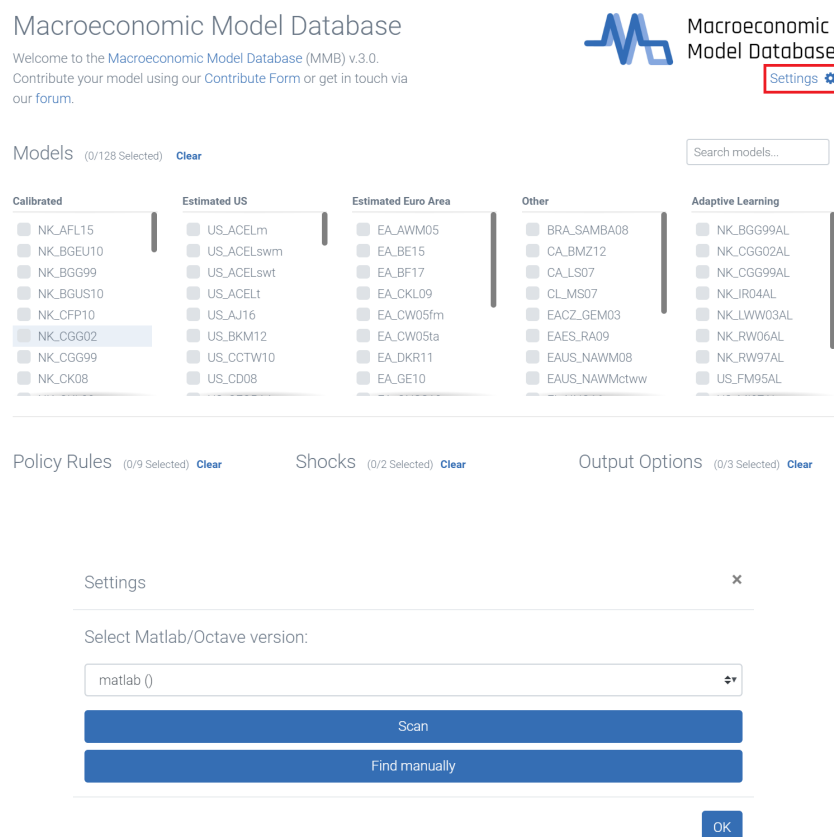 Macroeconomic Model Database
Welcome to the Macroeconomic Model Database (MMB) v.3.0.
Contribute your model using our Contribute Form or get in touch via
our forum.
Macroeconomic
Model Database
Settings
Models (0/128 Selected) Clear
Search models...
Calibrated
NK_AFL15
NK_BGEU10
NK_BGG99
NK_BGUS10
NK_CFP10
NK_CGG02
NK_CGG99
NK_CK08
Estimated US
US_ACELm
US_ACELswm
US_ACELswt
US_ACELt
US_AJ16
US_BKM12
US_CCTW10
US_CD08
Estimated Euro Area
EA_AWM05
EA_BE15
EA_BF17
EA_CKL09
EA_CW05fm
EA_CW05ta
EA_DKR11
EA_GE10
Other
BRA_SAMBA08
CA_BMZ12
CA_LS07
CL_MS07
EACZ_GEM03
EAES_RA09
EAUS_NAWM08
EAUS_NAWMctww
Adaptive Learning
NK_BGG99AL
NK_CGG02AL
NK_CGG99AL
NK_IR04AL
NK_LWW03AL
NK_RW06AL
NK_RW97AL
US_FM95AL
Policy Rules (0/9 Selected) Clear
Shocks (0/2 Selected) Clear
Output Options (0/3 Selected) Clear
Settings
Select Matlab/Octave version:
matlab ()
Scan
Find manually
OK